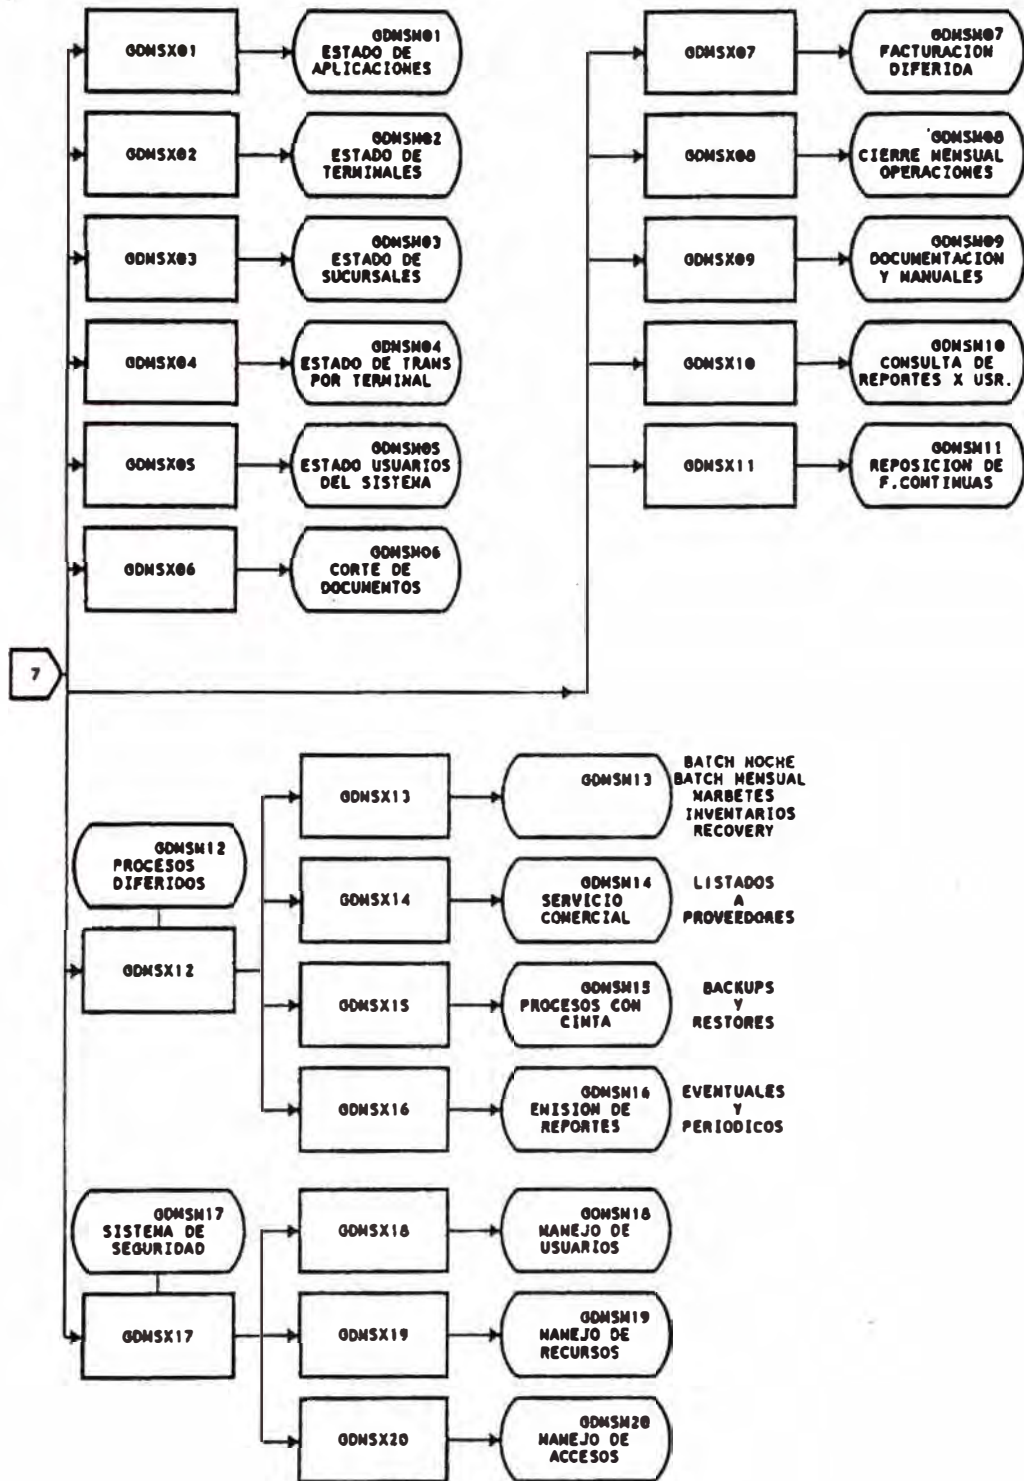 GDMSX01
GDMSM01
ESTADO DE
APLICACIONES
GDMSX02
GDMSM02
ESTADO DE
TERMINALES
GDMSX03
GDMSM03
ESTADO DE
SUCURSALES
GDMSX04
GDMSM04
ESTADO DE TRANS
POR TERMINAL
GDMSX05
GDMSM05
ESTADO USUARIOS
DEL SISTEMA
GDMSX06
GDMSM06
CORTE DE
DOCUMENTOS
GDMSX07
GDMSM07
FACTURACION
DIFERIDA
GDMSX08
GDMSM08
CIERRE MENSUAL
OPERACIONES
GDMSX09
GDMSM09
DOCUMENTACION
Y MANUALES
GDMSX10
GDMSM10
CONSULTA DE
REPORTES X USR.
GDMSX11
GDMSM11
REPOSICION DE
F.CONTINUAS
7
GDMSM12
PROCESOS
DIFERIDOS
GDMSX12
GDMSX13
GDMSM13
BATCH NOCHE
BATCH MENSUAL
MARBETES
INVENTARIOS
RECOVERY
GDMSX14
GDMSM14
SERVICIO
COMERCIAL
LISTADOS
A
PROVEEDORES
GDMSX15
GDMSM15
PROCESOS CON
CINTA
BACKUPS
Y
RESTORES
GDMSX16
GDMSM16
EMISION DE
REPORTES
EVENTUALES
Y
PERIODICOS
GDMSM17
SISTEMA DE
SEGURIDAD
GDMSX17
GDMSX18
GDMSM18
MANEJO DE
USUARIOS
GDMSX19
GDMSM19
MANEJO DE
RECURSOS
GDMSX20
GDMSM20
MANEJO DE
ACCESOS